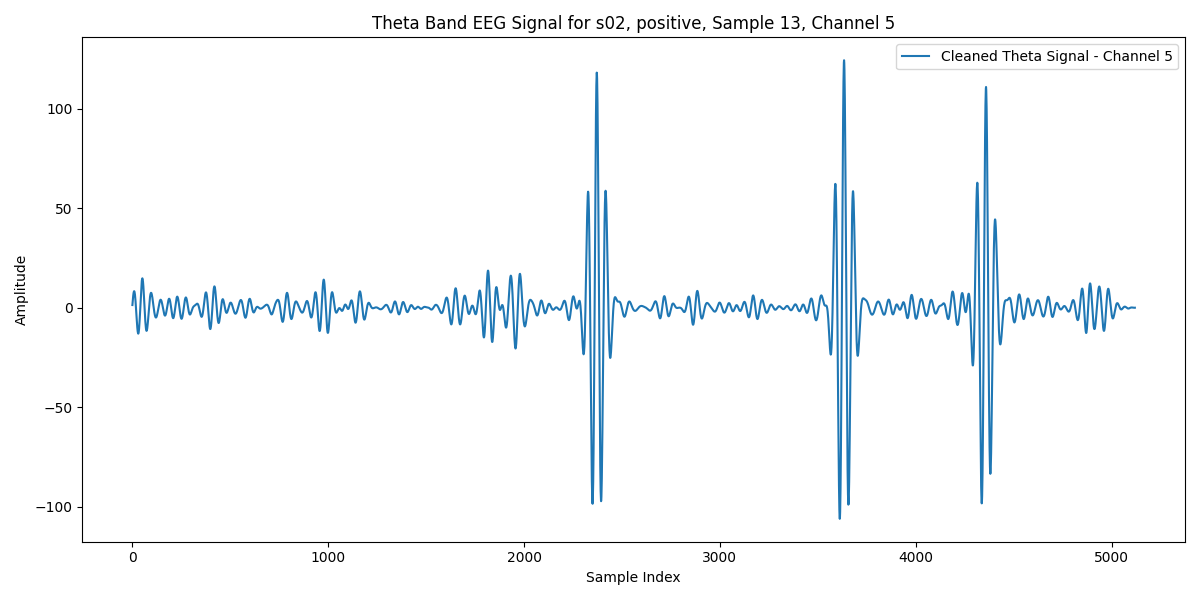 Theta Band EEG Signal for s02, positive, Sample 13, Channel 5
Cleaned Theta Signal - Channel 5
Amplitude
100
50
0
−50
−100
0 1000 2000 3000 4000 5000
Sample Index